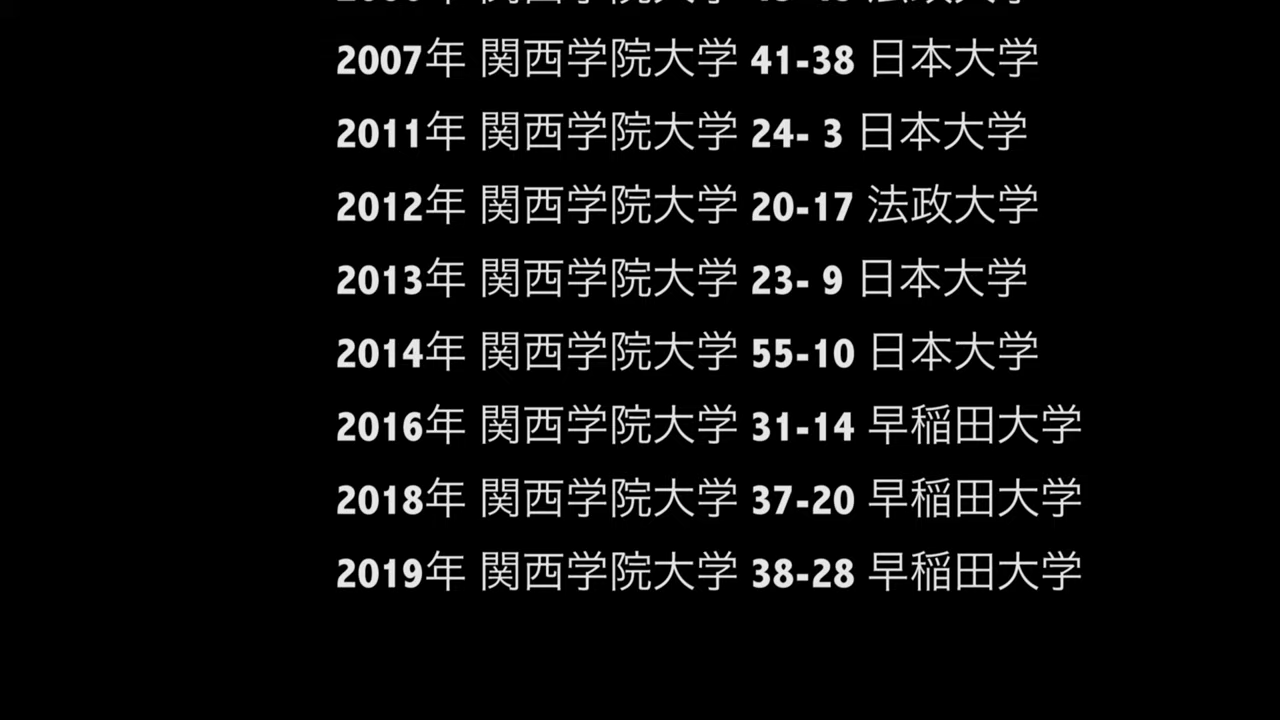 2007年 関西学院大学 41-38 日本大学
2011年 関西学院大学 24- 3 日本大学
2012年 関西学院大学 20-17 法政大学
2013年 関西学院大学 23- 9 日本大学
2014年 関西学院大学 55-10 日本大学
2016年 関西学院大学 31-14 早稲田大学
2018年 関西学院大学 37-20 早稲田大学
2019年 関西学院大学 38-28 早稲田大学